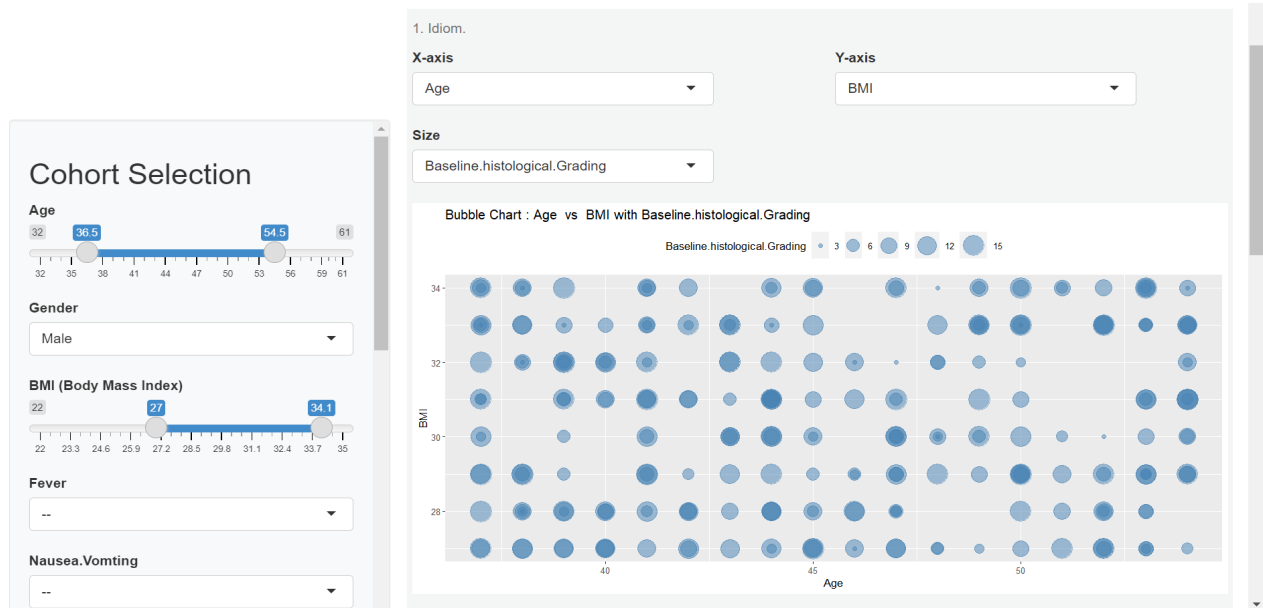 Cohort Selection
Age
32 36.5 54.5 61
32 35 38 41 44 47 50 53 56 59 61
Gender
Male
BMI (Body Mass Index)
22 27 34.1 35
22 23.3 24.6 25.9 27.2 28.5 29.8 31.1 32.4 33.7 35
Fever
--
Nausea.Vomting
--
1. Idiom.
X-axis Y-axis
Age BMI
Size
Baseline.histological.Grading
Bubble Chart : Age vs BMI with Baseline.histological.Grading
Baseline.histological.Grading 3 6 9 12 15
34
32
BMI
30
28
40 45 50
Age